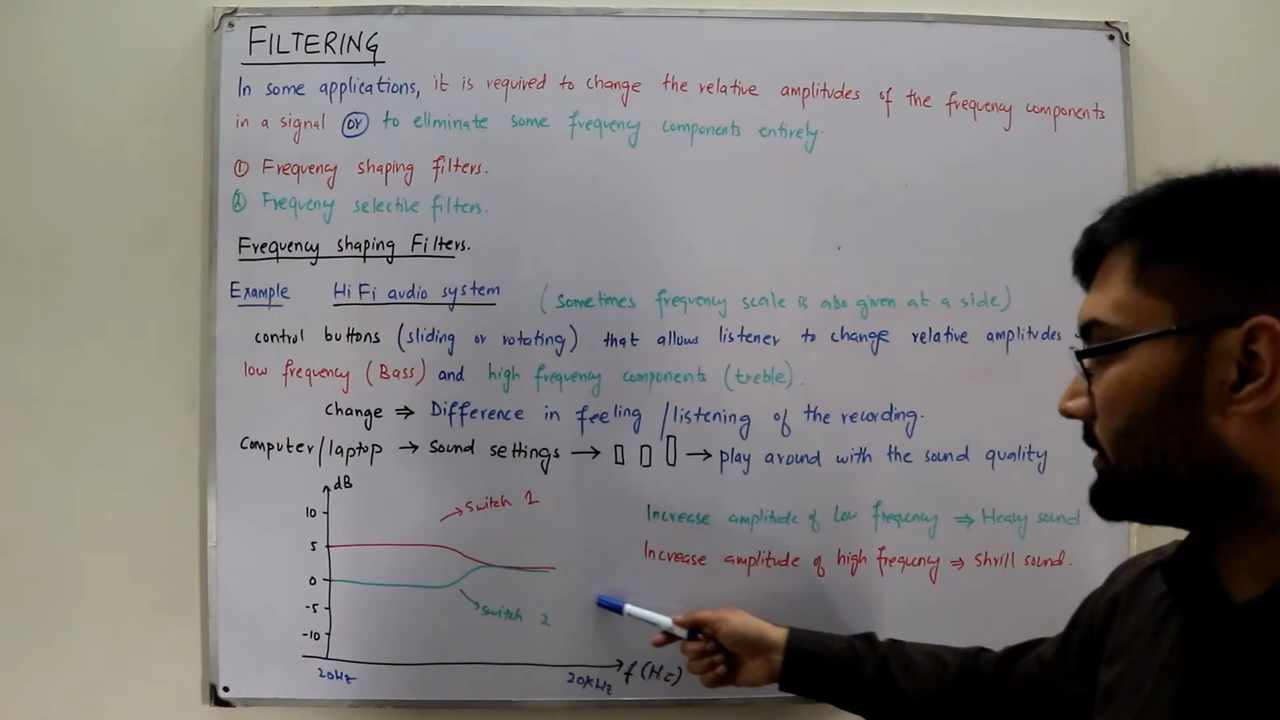 FILTERING
In some applications, it is required to change the relative amplitudes of the frequency components
in a signal or to eliminate some frequency components entirely.
① Frequency shaping filters.
② Frequency selective filters.
Frequency shaping Filters.
Example Hi Fi audio system (sometimes frequency scale is also given at a side)
control buttons (sliding or rotating) that allows listener to change relative amplitudes
low frequency (Bass) and high frequency components (treble).
Change ⇒ Difference in feeling /listening of the recording.
Computer/laptop → Sound settings → → play around with the sound quality
dB
Switch 1
10
Increase amplitude of low frequency ⇒ Heavy sound
5
Increase amplitude of high frequency ⇒ Shrill sound.
0
-5
Switch 2
-10
20Hz
20KHz
f (Hz)